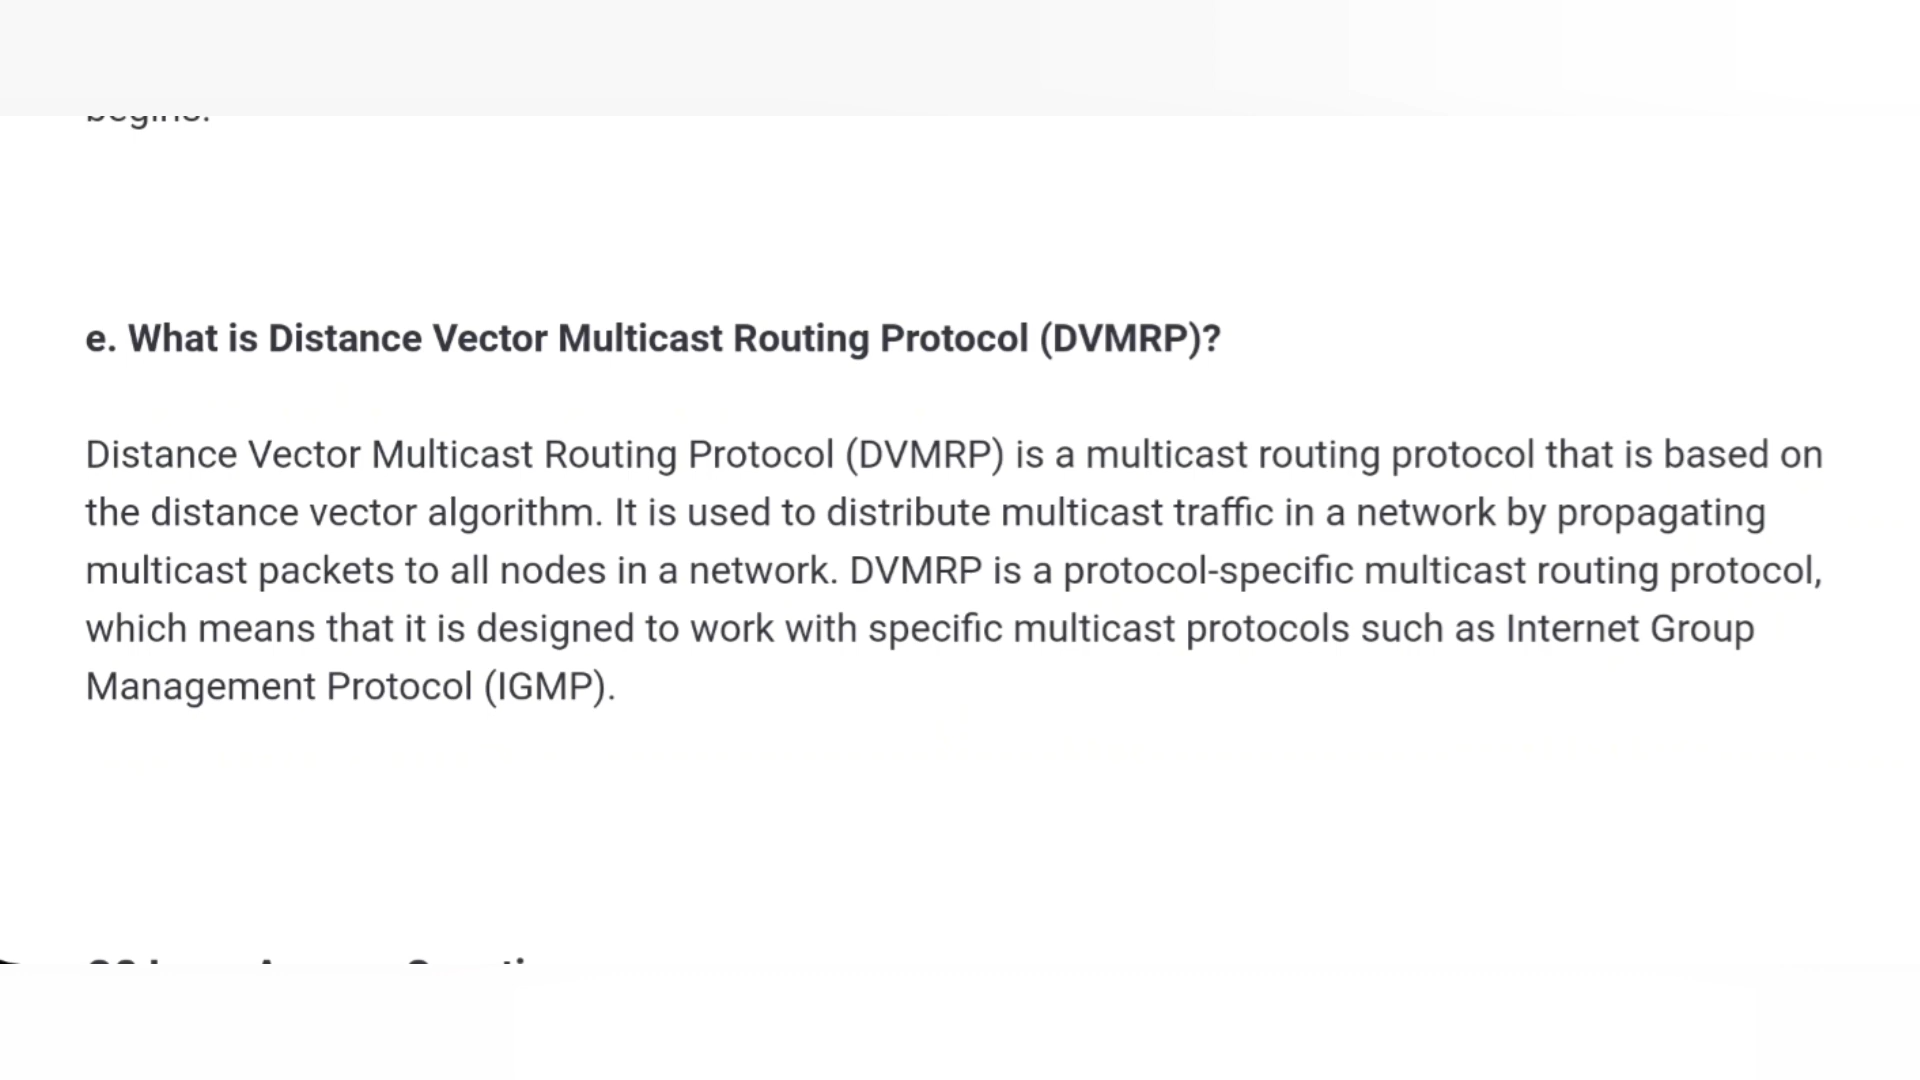 begins.
e. What is Distance Vector Multicast Routing Protocol (DVMRP)?
Distance Vector Multicast Routing Protocol (DVMRP) is a multicast routing protocol that is based on
the distance vector algorithm. It is used to distribute multicast traffic in a network by propagating
multicast packets to all nodes in a network. DVMRP is a protocol-specific multicast routing protocol,
which means that it is designed to work with specific multicast protocols such as Internet Group
Management Protocol (IGMP).